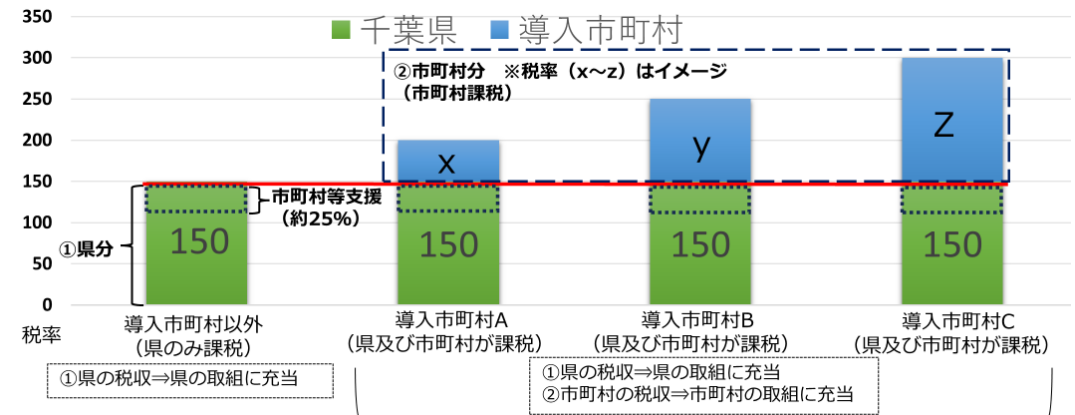 350
300
250
200
150
100
50
0
税率
千葉県 導入市町村
②市町村分 ※税率（x～z）はイメージ
（市町村課税）
x
y
Z
市町村等支援
（約25%）
①県分
150
150
150
150
導入市町村以外
（県のみ課税）
導入市町村A
（県及び市町村が課税）
導入市町村B
（県及び市町村が課税）
導入市町村C
（県及び市町村が課税）
①県の税収⇒県の取組に充当
①県の税収⇒県の取組に充当
②市町村の税収⇒市町村の取組に充当